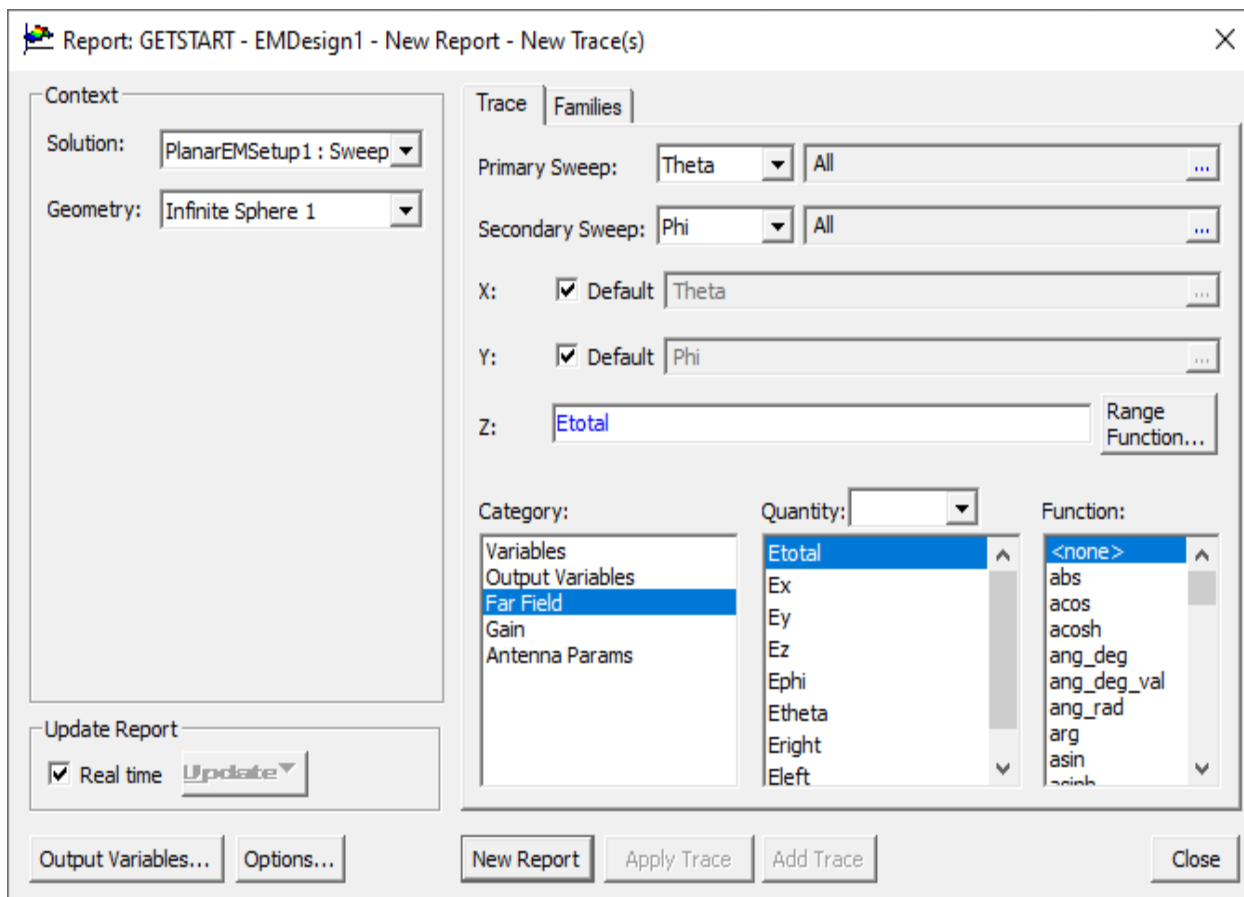 Report: GETSTART - EMDesign1 - New Report - New Trace(s)
Context
Solution: PlanarEMSetup1 : Sweep
Geometry: Infinite Sphere 1
Update Report
Real time Update
Output Variables... Options...
Trace Families
Primary Sweep: Theta All ...
Secondary Sweep: Phi All ...
X: Default Theta ...
Y: Default Phi ...
Z: Etotal Range Function...
Category:
Variables
Output Variables
Far Field
Gain
Antenna Params
Quantity:
Etotal
Ex
Ey
Ez
Ephi
Etheta
Eright
Eleft
Function:
<none>
abs
acos
acosh
ang_deg
ang_deg_val
ang_rad
arg
asin
asinh
New Report Apply Trace Add Trace Close